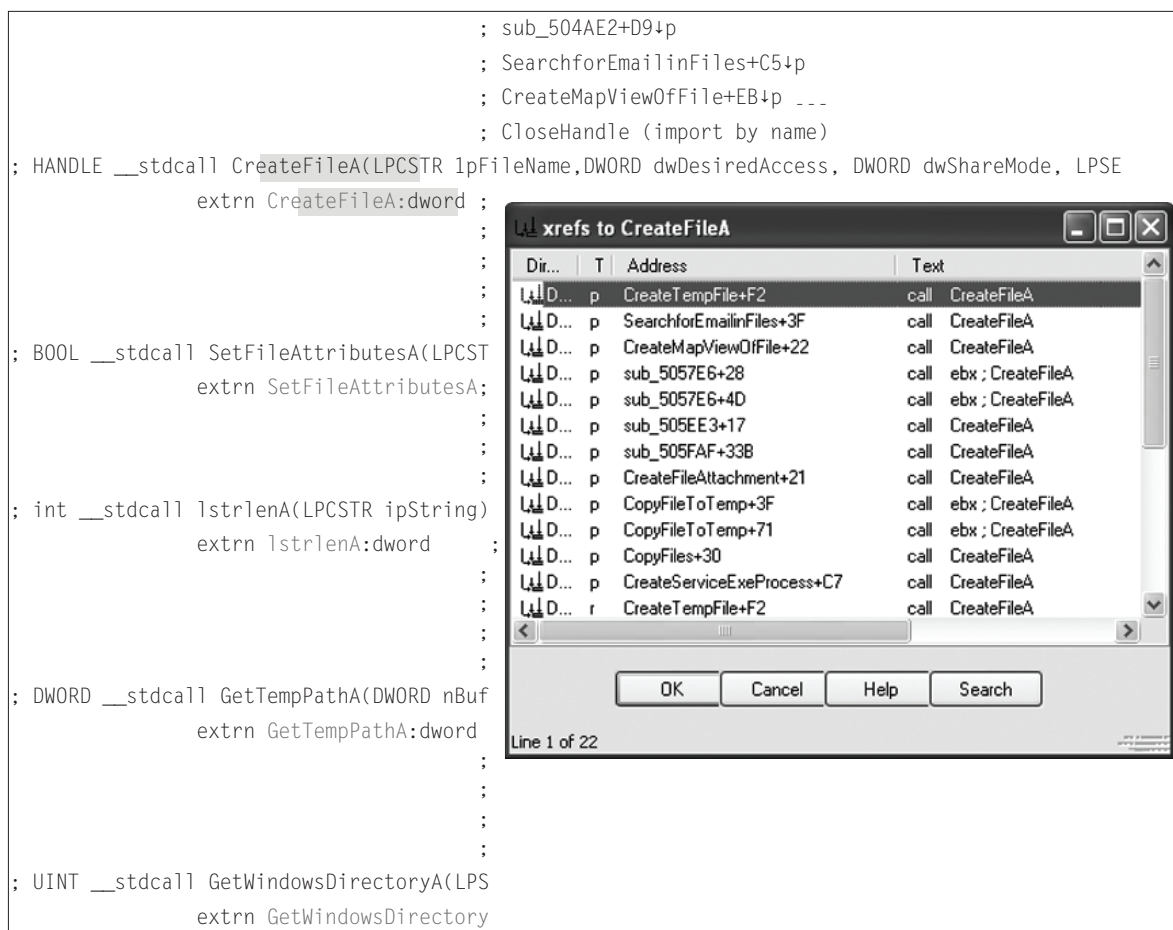 ; sub_504AE2+D9↓p
; SearchforEmailinFiles+C5↓p
; CreateMapViewOfFile+EB↓p ...
; CloseHandle (import by name)
; HANDLE __stdcall CreateFileA(LPCSTR 1pFileName,DWORD dwDesiredAccess, DWORD dwShareMode, LPSE
extrn CreateFileA:dword ;
;
;
;
;
; BOOL __stdcall SetFileAttributesA(LPCST
extrn SetFileAttributesA;
;
;
;
; int __stdcall lstrlenA(LPCSTR ipString)
extrn lstrlenA:dword ;
;
;
;
;
; DWORD __stdcall GetTempPathA(DWORD nBuf
extrn GetTempPathA:dword
;
;
;
;
; UINT __stdcall GetWindowsDirectoryA(LPS
extrn GetWindowsDirectory
xrefs to CreateFileA
Dir... T Address Text
D... p CreateTempFile+F2 call CreateFileA
D... p SearchforEmailinFiles+3F call CreateFileA
D... p CreateMapViewOfFile+22 call CreateFileA
D... p sub_5057E6+28 call ebx ; CreateFileA
D... p sub_5057E6+4D call ebx ; CreateFileA
D... p sub_505EE3+17 call CreateFileA
D... p sub_505FAF+33B call CreateFileA
D... p CreateFileAttachment+21 call CreateFileA
D... p CopyFileToTemp+3F call ebx ; CreateFileA
D... p CopyFileToTemp+71 call ebx ; CreateFileA
D... p CopyFiles+30 call CreateFileA
D... p CreateServiceExeProcess+C7 call CreateFileA
D... r CreateTempFile+F2 call CreateFileA
OK Cancel Help Search
Line 1 of 22